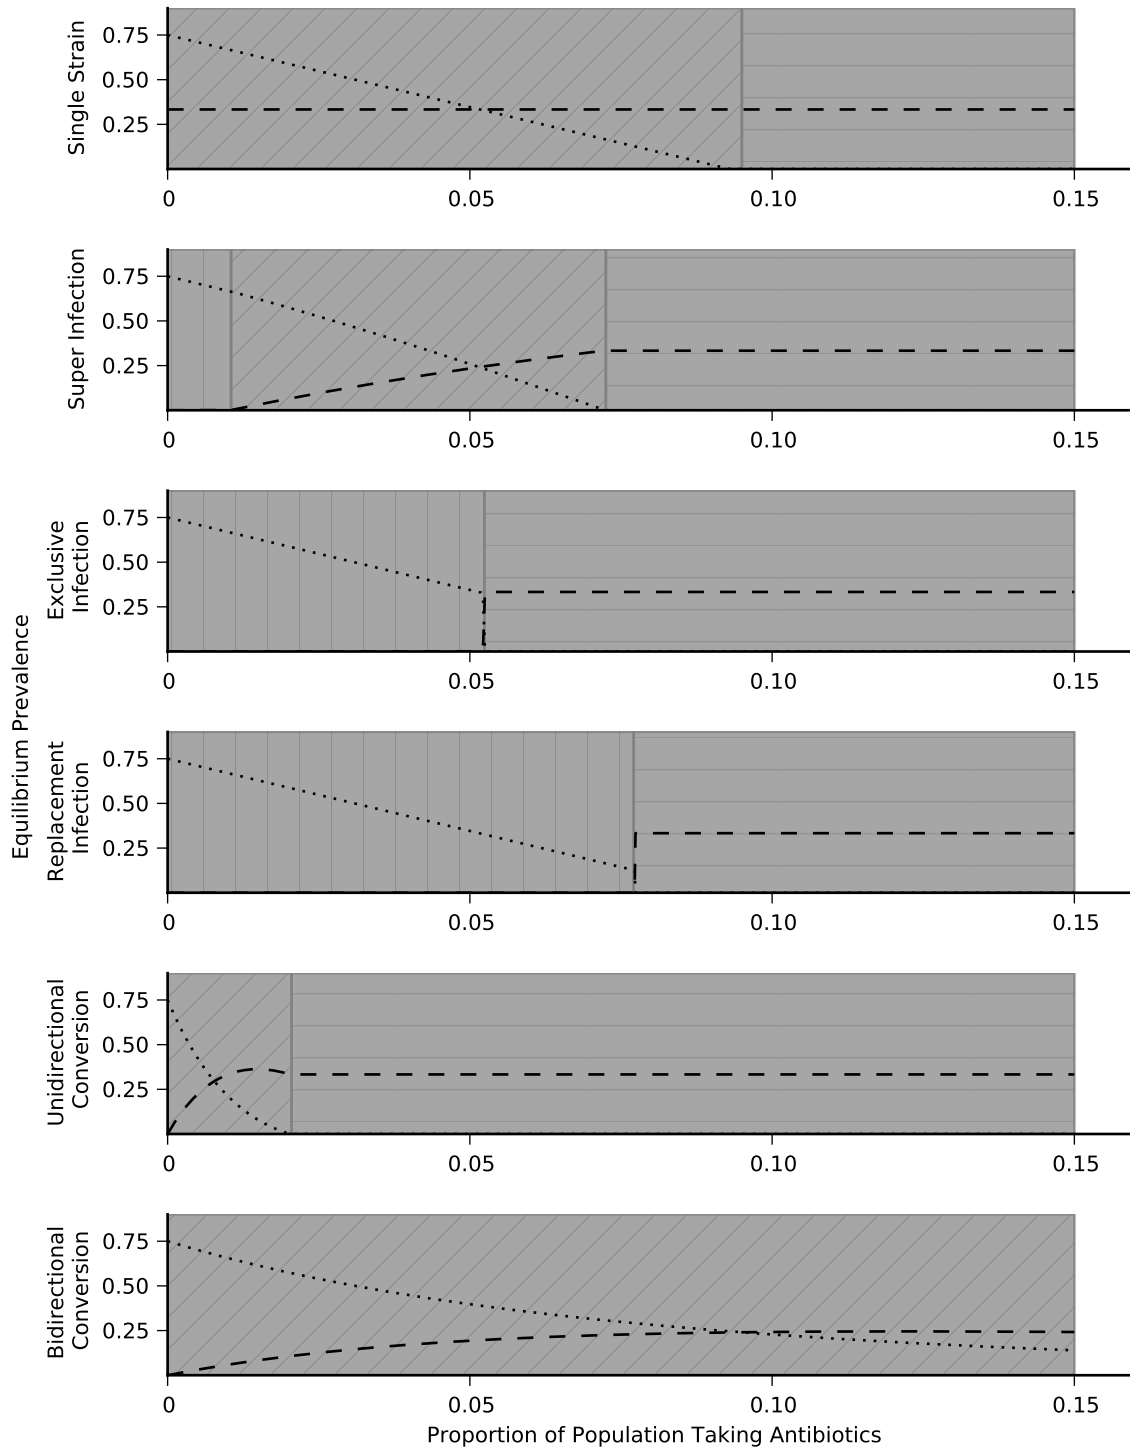 Single Strain
0.75
0.50
0.25
0 0.05 0.10 0.15
Super Infection
0.75
0.50
0.25
0 0.05 0.10 0.15
Exclusive
Infection
0.75
0.50
0.25
0 0.05 0.10 0.15
Equilibrium Prevalence
Replacement
Infection
0.75
0.50
0.25
0 0.05 0.10 0.15
Unidirectional
Conversion
0.75
0.50
0.25
0 0.05 0.10 0.15
Bidirectional
Conversion
0.75
0.50
0.25
0 0.05 0.10 0.15
Proportion of Population Taking Antibiotics